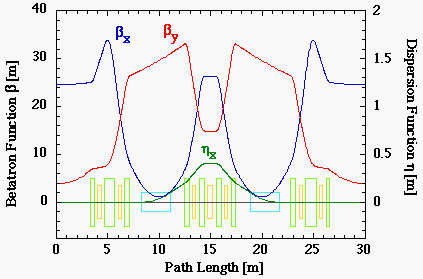 40 2
βx βy
30 1.5
20 1
ηx
10 0.5
0 0
0 5 10 15 20 25 30
Path Length [m]
Betatron Function β [m]
Dispersion Function η [m]